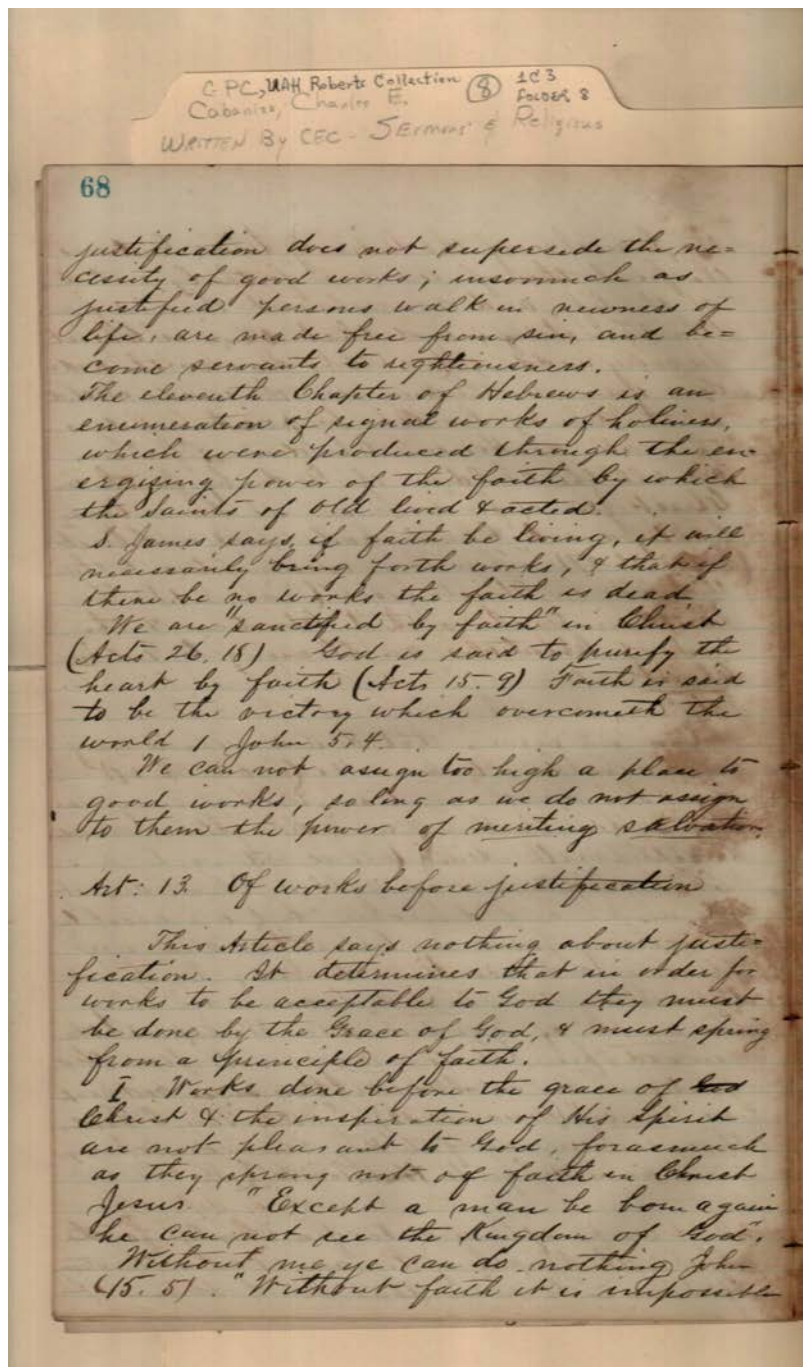 GPC, UAH Roberts Collection (8) 1C3
Cabaniss, Charles E. FOLDER 8
WRITTEN BY CEC - SERMONS & Religious
68
justification does not supersede the ne=
cessity of good works; insomuch as
justified persons walk in newness of
life, are made free from sin, and be=
come servants to righteousness.
The eleventh Chapter of Hebrews is an
enumeration of signal works of holiness,
which were produced through the en-
ergizing power of the faith by which
the Saints of old lived & acted.
S. James says, if faith be living, it will
necessarily bring forth works, & that if
there be no works the faith is dead
We are "sanctified by faith" in Christ
(Acts 26. 18) God is said to purify the
heart by faith (Acts 15. 9) Faith is said
to be the victory which overcometh the
world 1 John 5. 4.
We can not assign too high a place to
good works, so long as we do not assign
to them the power of meriting salvation.
Art: 13. Of works before justification
This Article says nothing about justi=
fication. It determines that in order for
works to be acceptable to God they must
be done by the Grace of God, & must spring
from a principle of faith.
I Works done before the grace of God
Christ & the inspiration of His Spirit
are not pleasant to God, forasmuch
as they sprong not of faith in Christ
Jesus. "Except a man be born again
he can not see the Kingdom of God".
Without me ye can do nothing John
(15. 5). "Without faith it is impossible